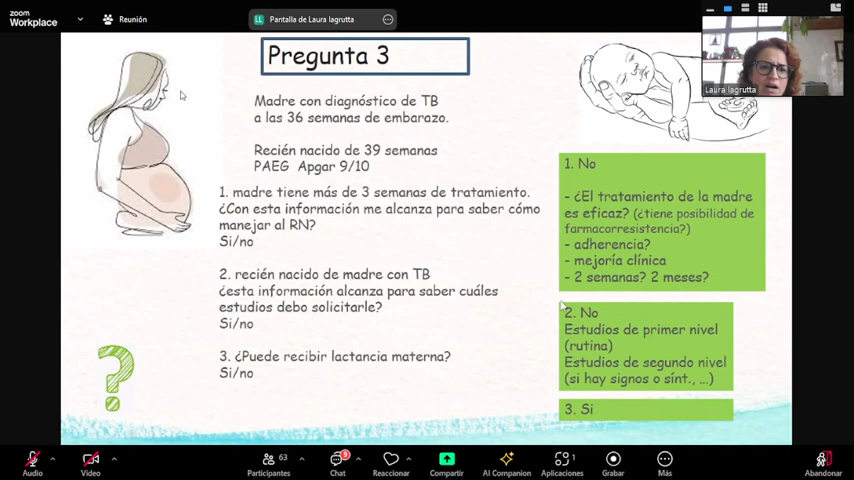 zoom
Workplace
Reunión
LL Pantalla de Laura lagrutta
Laura lagrutta
Pregunta 3
Madre con diagnóstico de TB
a las 36 semanas de embarazo.
Recién nacido de 39 semanas
PAEG Apgar 9/10
1. madre tiene más de 3 semanas de tratamiento.
¿Con esta información me alcanza para saber cómo
manejar al RN?
Si/no
2. recién nacido de madre con TB
¿esta información alcanza para saber cuáles
estudios debo solicitarle?
Si/no
3. ¿Puede recibir lactancia materna?
Si/no
1. No
- ¿El tratamiento de la madre
es eficaz? (¿tiene posibilidad de
farmacorresistencia?)
- adherencia?
- mejoría clínica
- 2 semanas? 2 meses?
2. No
Estudios de primer nivel
(rutina)
Estudios de segundo nivel
(si hay signos o sínt., ...)
3. Si
Audio
Video
Participantes
63
Chat
9
Reaccionar
Compartir
AI Companion
Aplicaciones
1
Grabar
Más
Abandonar